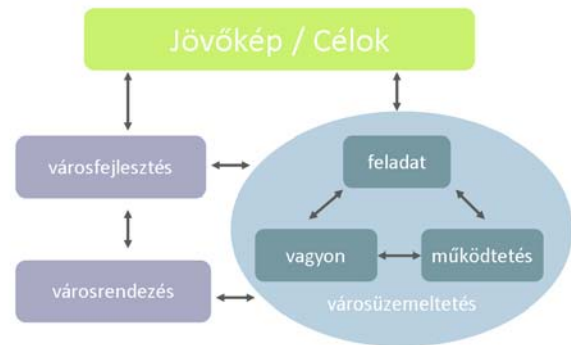 Jövőkép / Célok
városfejlesztés
feladat
vagyon
működtetés
városrendezés
városüzemeltetés